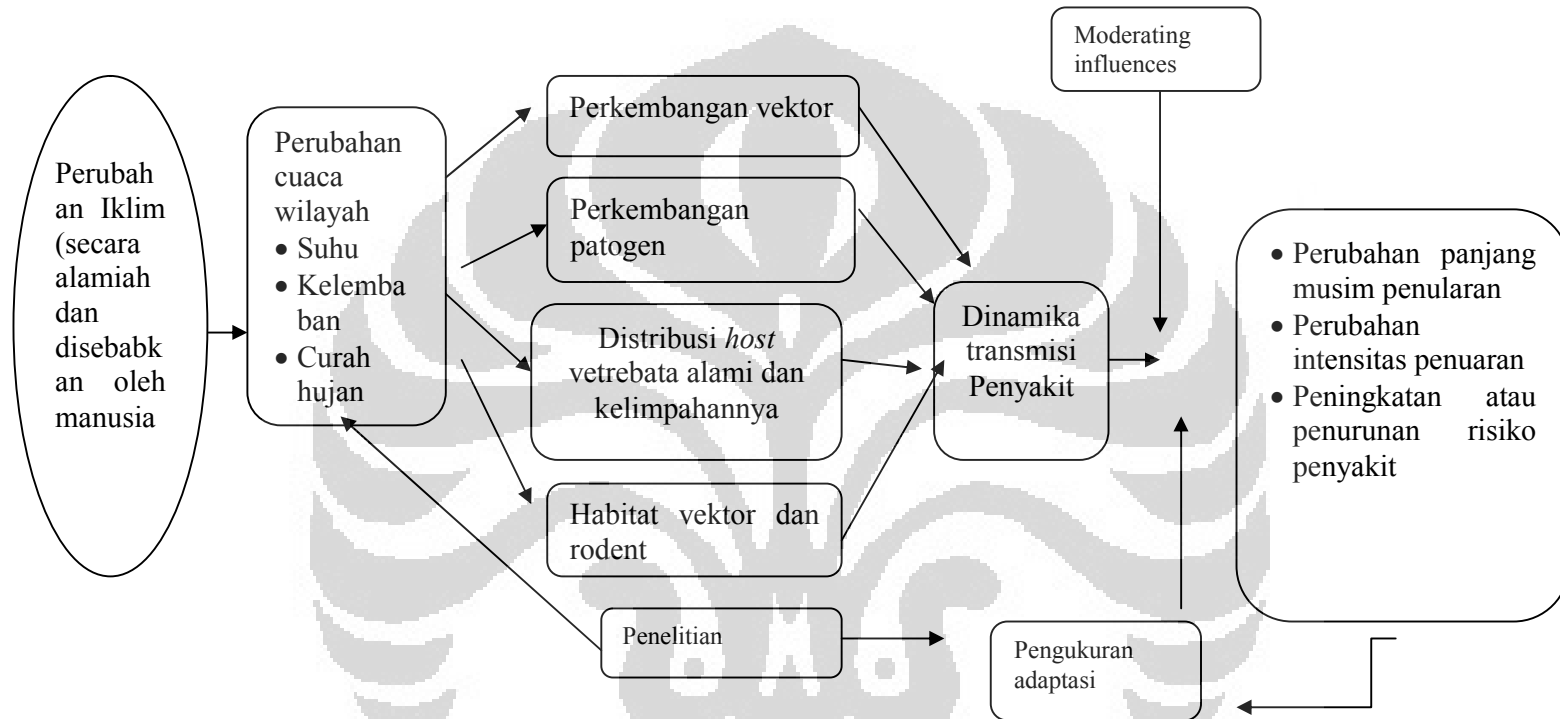 Perubah
an Iklim
(secara
alamiah
dan
disebabk
an oleh
manusia
Perubahan
cuaca
wilayah
• Suhu
• Kelemba
ban
• Curah
hujan
Perkembangan vektor
Perkembangan
patogen
Distribusi host
vetrebata alami dan
kelimpahannya
Habitat vektor dan
rodent
Penelitian
Dinamika
transmisi
Penyakit
Moderating
influences
Pengukuran
adaptasi
• Perubahan panjang
musim penularan
• Perubahan
intensitas penuaran
• Peningkatan atau
penurunan risiko
penyakit